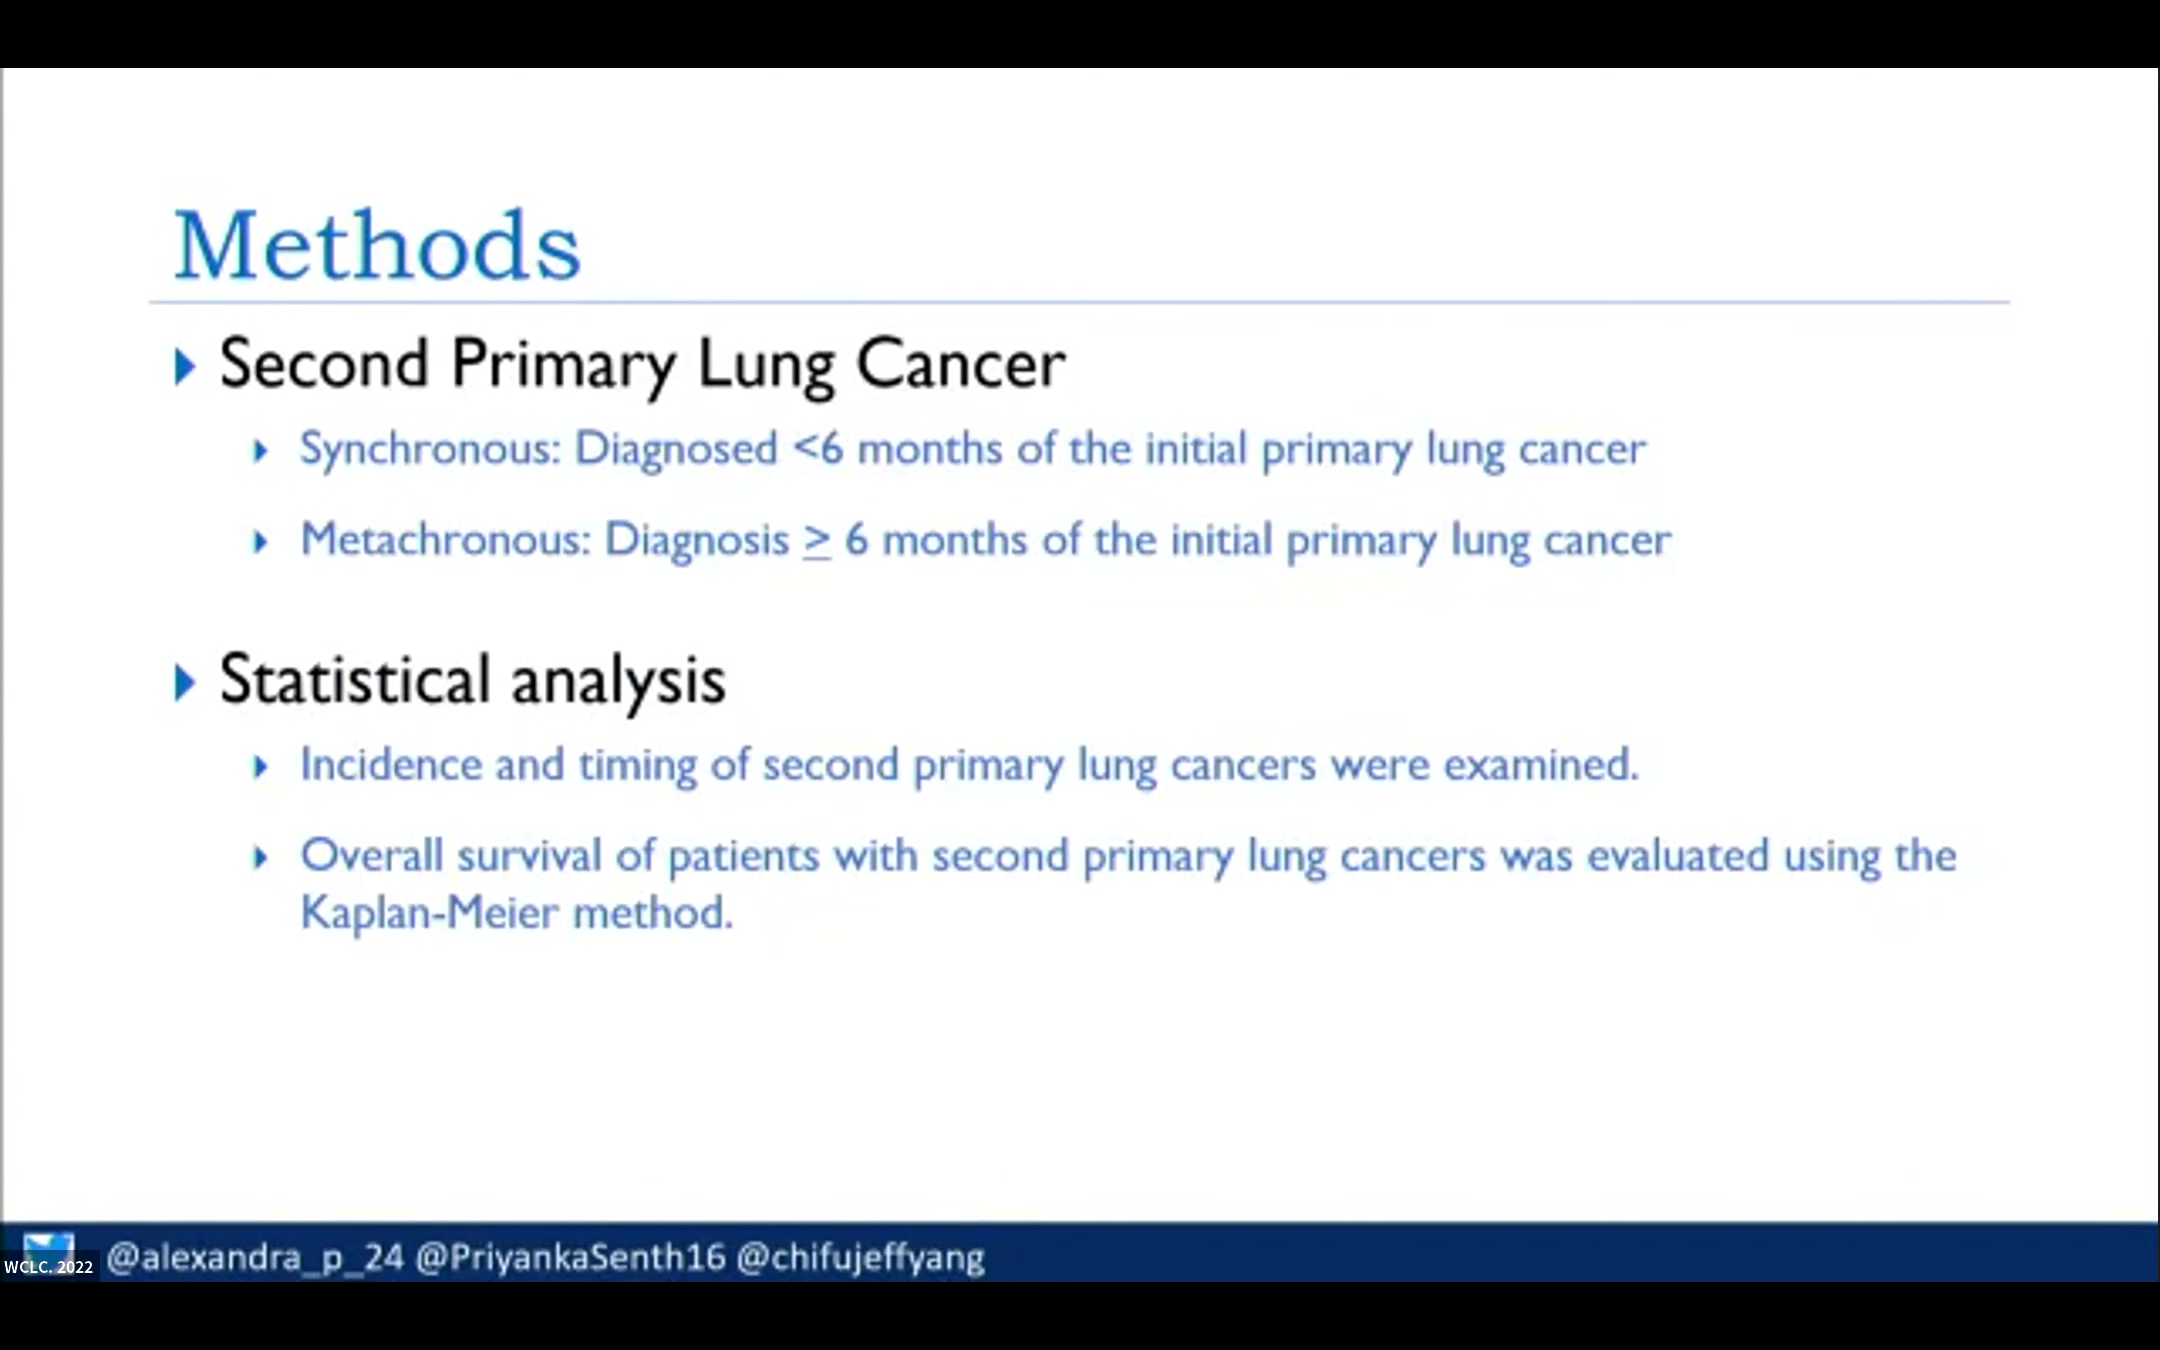 Methods
Second Primary Lung Cancer
Synchronous: Diagnosed <6 months of the initial primary lung cancer
Metachronous: Diagnosis ≥ 6 months of the initial primary lung cancer
Statistical analysis
Incidence and timing of second primary lung cancers were examined.
Overall survival of patients with second primary lung cancers was evaluated using the
Kaplan-Meier method.
@alexandra_p_24 @PriyankaSenth16 @chifujeffyang
WCLC. 2022